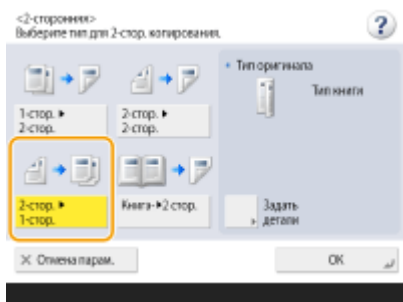 <2-сторонняя>
Выберите тип для 2-стор. копирования.
?
1-стор. ▶
2-стор.
2-стор. ▶
2-стор.
2-стор. ▶
1-стор.
Книга-▶2 стор.
• Тип оригинала
Тип книги
Задать
детали
× Отмена парам.
OK